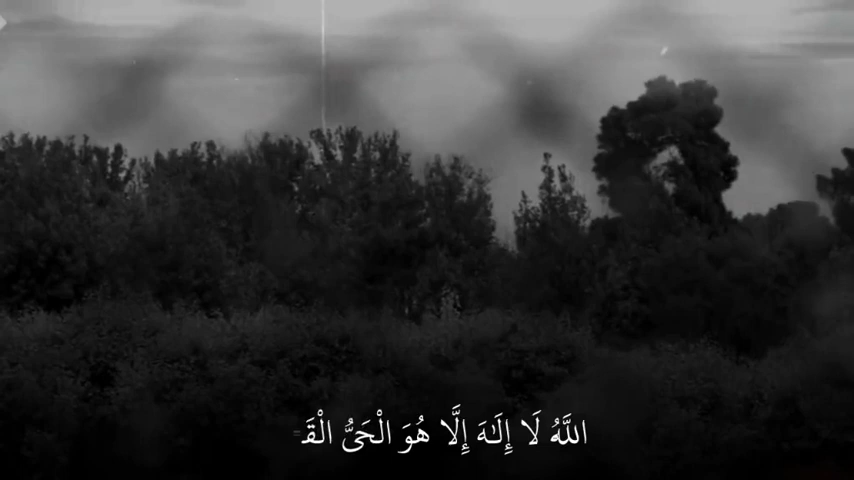 اللَّهُ لَا إِلَـٰهَ إِلَّا هُوَ الْحَيُّ الْقَـ